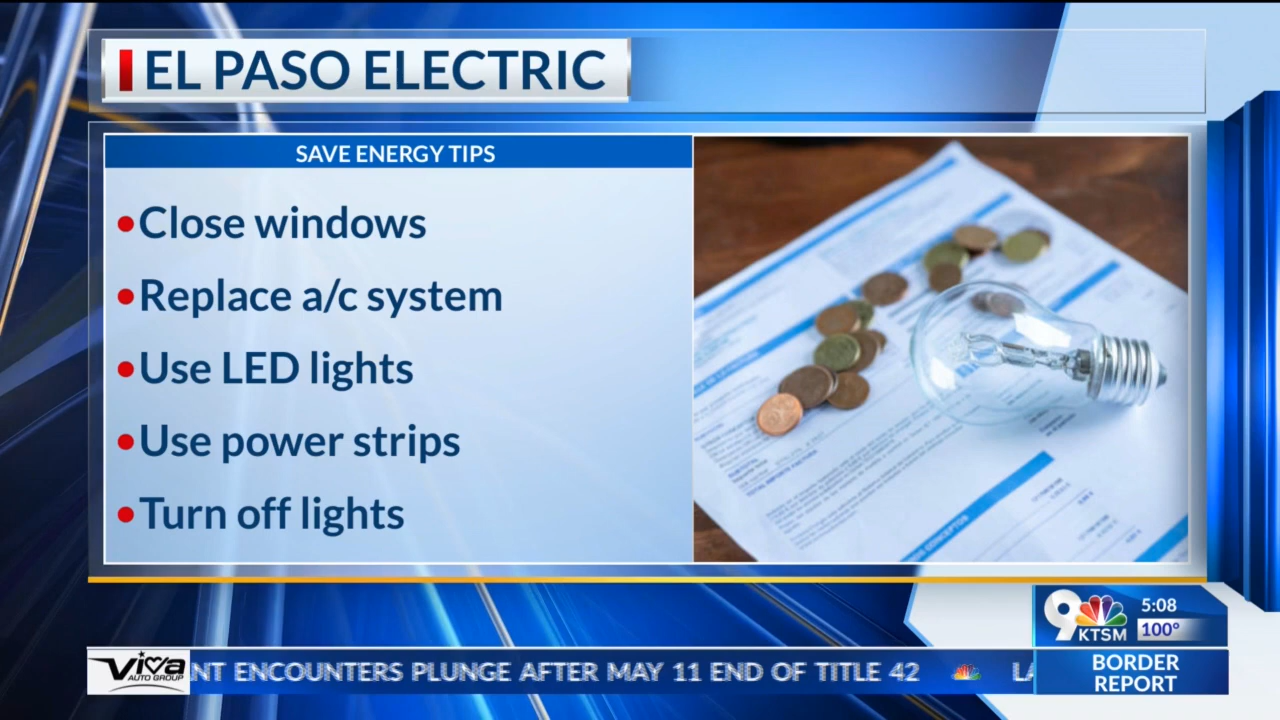 EL PASO ELECTRIC
SAVE ENERGY TIPS
•Close windows
•Replace a/c system
•Use LED lights
•Use power strips
•Turn off lights
9
KTSM
5:08
100°
Viva
AUTO GROUP
NT ENCOUNTERS PLUNGE AFTER MAY 11 END OF TITLE 42
BORDER
REPORT